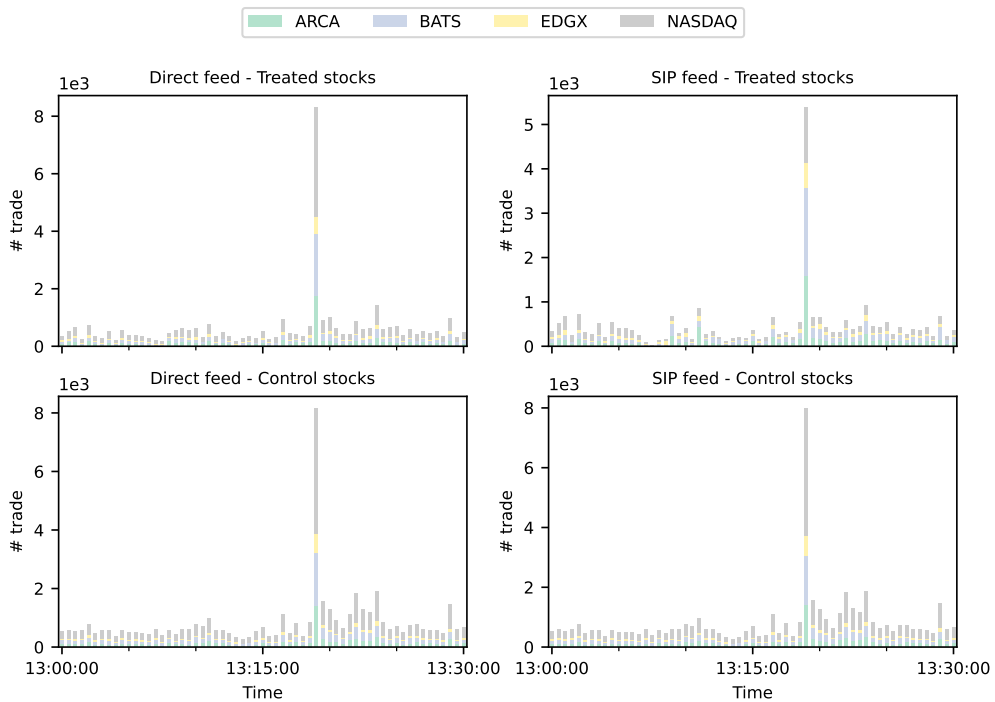 ARCA BATS EDGX NASDAQ
Direct feed - Treated stocks
1e3
# trade
8
6
4
2
0
SIP feed - Treated stocks
1e3
# trade
5
4
3
2
1
0
Direct feed - Control stocks
1e3
# trade
8
6
4
2
0
13:00:00 13:15:00 13:30:00
Time
SIP feed - Control stocks
1e3
# trade
8
6
4
2
0
13:00:00 13:15:00 13:30:00
Time